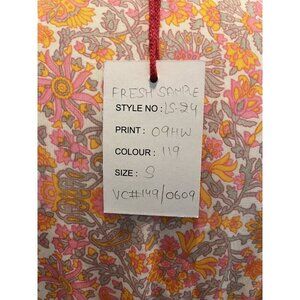 FRESH SAMPLE
STYLE NO: LS-24
PRINT: 09HW
COLOUR: 119
SIZE: S
VC#149/0609